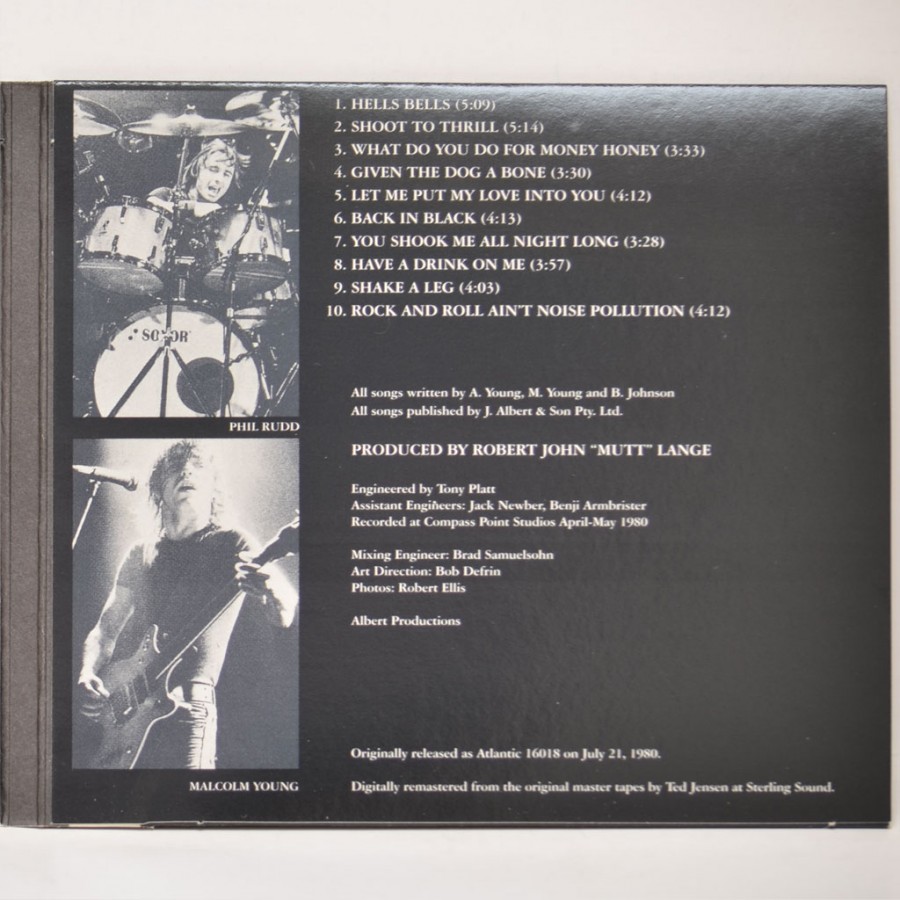 1. HELLS BELLS (5:09)
2. SHOOT TO THRILL (5:14)
3. WHAT DO YOU DO FOR MONEY HONEY (3:33)
4. GIVEN THE DOG A BONE (3:30)
5. LET ME PUT MY LOVE INTO YOU (4:12)
6. BACK IN BLACK (4:13)
7. YOU SHOOK ME ALL NIGHT LONG (3:28)
8. HAVE A DRINK ON ME (3:57)
9. SHAKE A LEG (4:03)
10. ROCK AND ROLL AIN'T NOISE POLLUTION (4:12)
SONOR
PHIL RUDD
All songs written by A. Young, M. Young and B. Johnson
All songs published by J. Albert & Son Pty. Ltd.
PRODUCED BY ROBERT JOHN “MUTT” LANGE
Engineered by Tony Platt
Assistant Engineers: Jack Newber, Benji Armbrister
Recorded at Compass Point Studios April-May 1980
Mixing Engineer: Brad Samuelsohn
Art Direction: Bob Defrin
Photos: Robert Ellis
Albert Productions
Originally released as Atlantic 16018 on July 21, 1980.
MALCOLM YOUNG
Digitally remastered from the original master tapes by Ted Jensen at Sterling Sound.